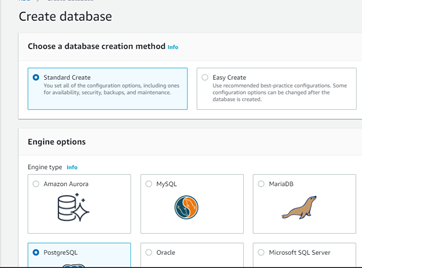 Create database
Choose a database creation method Info
Standard Create
You set all of the configuration options, including ones
for availability, security, backups, and maintenance.
Easy Create
Use recommended best-practice configurations. Some
configuration options can be changed after the
database is created.
Engine options
Engine type Info
Amazon Aurora
MySQL
MariaDB
PostgreSQL
Oracle
Microsoft SQL Server